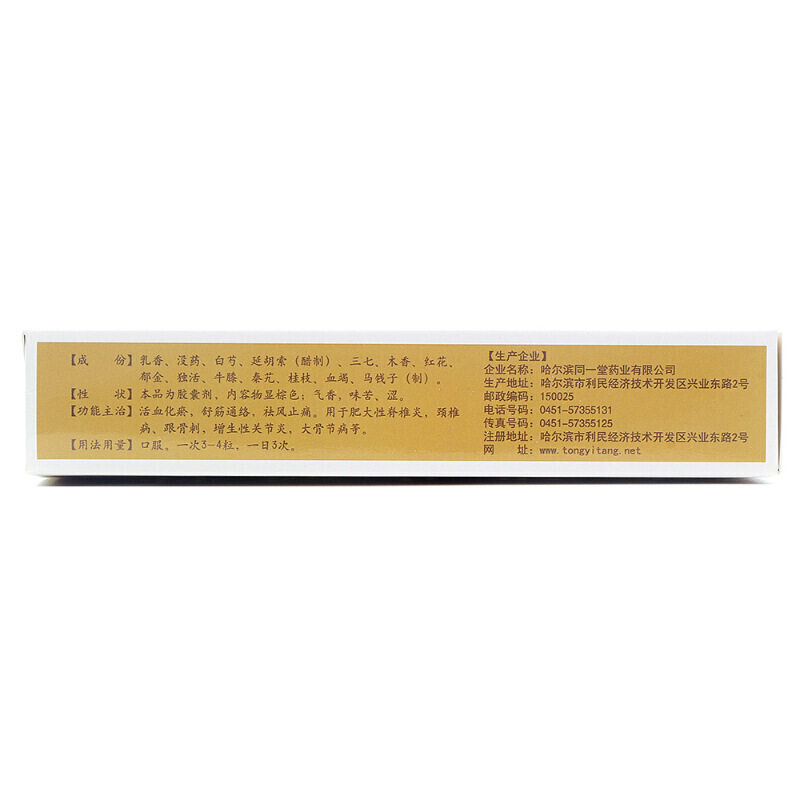 【成　份】乳香、没药、白芍、延胡索（醋制）、三七、木香、红花、
郁金、独活、牛膝、秦艽、桂枝、血竭、马钱子（制）。
【性　状】本品为胶囊剂，内容物显棕色；气香，味苦、涩。
【功能主治】活血化瘀，舒筋通络，祛风止痛。用于肥大性脊椎炎，颈椎
病、跟骨刺，增生性关节炎，大骨节病等。
【用法用量】口服。一次3-4粒，一日3次。
【生产企业】
企业名称：哈尔滨同一堂药业有限公司
生产地址：哈尔滨市利民经济技术开发区兴业东路2号
邮政编码：150025
电话号码：0451-57355131
传真号码：0451-57355125
注册地址：哈尔滨市利民经济技术开发区兴业东路2号
网　址：www.tongyitang.net